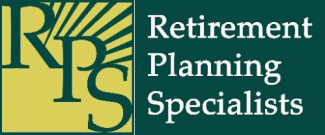 RPS
Retirement
Planning
Specialists